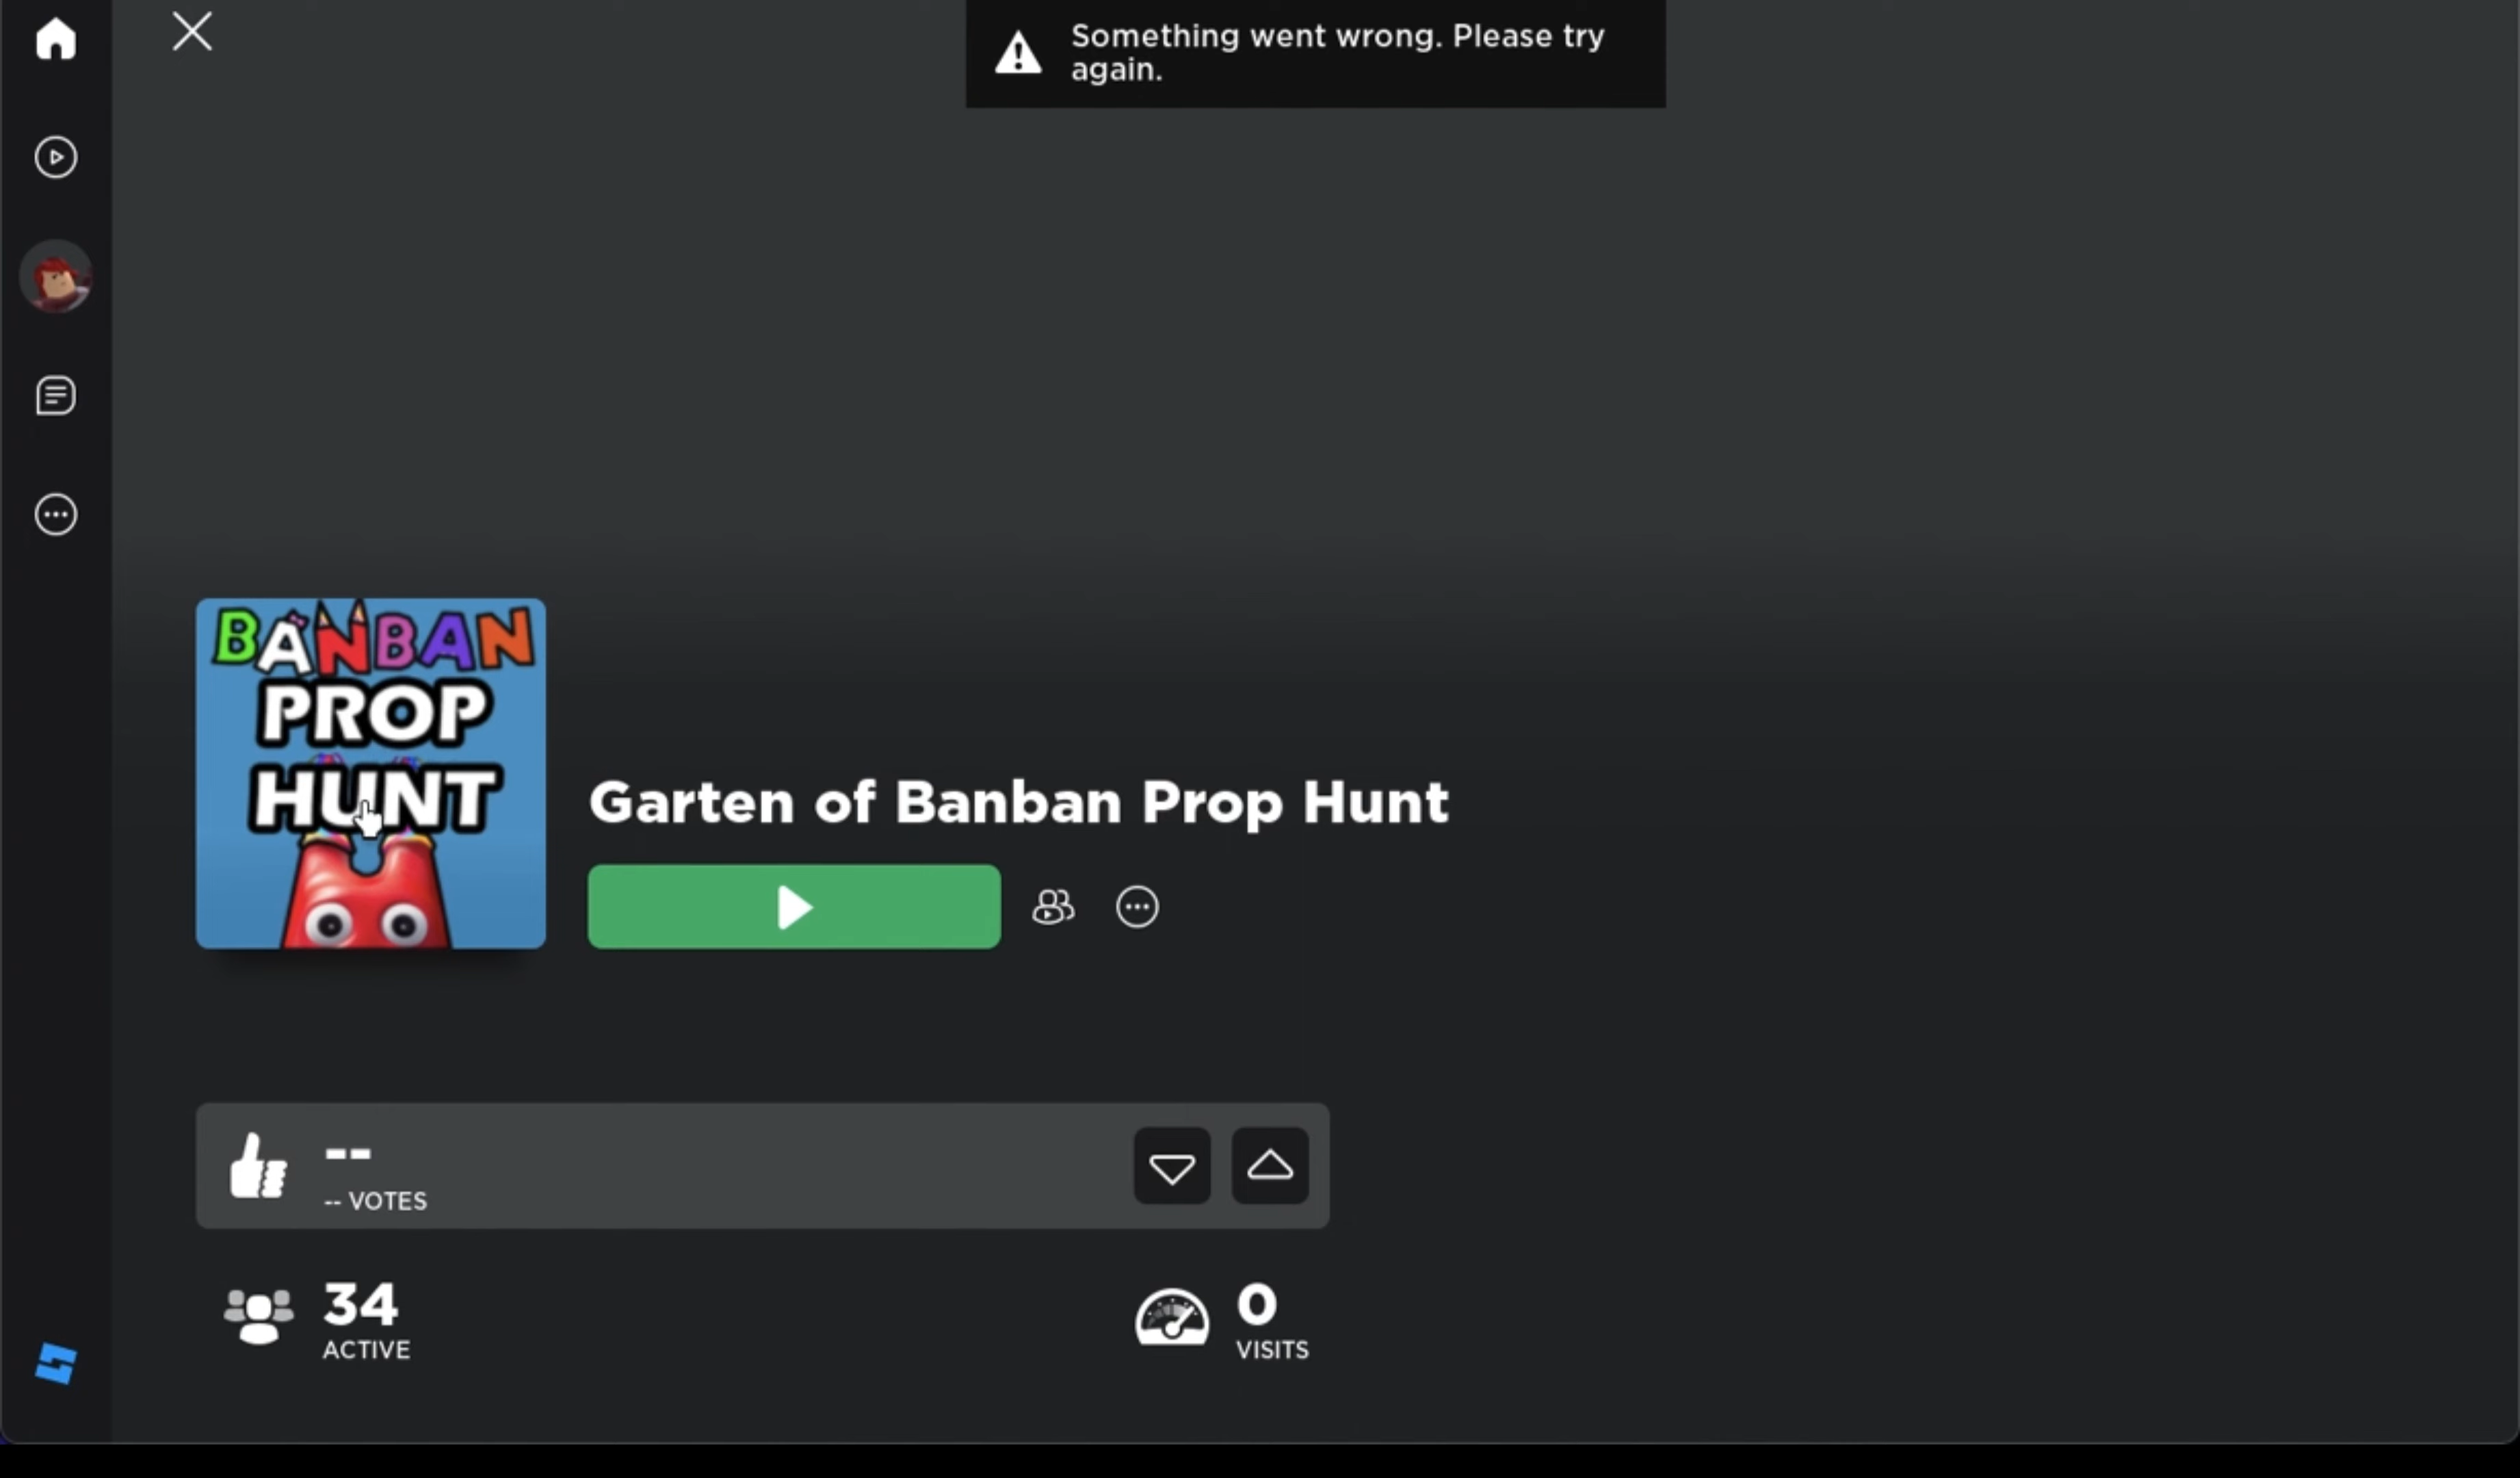 Something went wrong. Please try
again.
BANBAN
PROP
HUNT
Garten of Banban Prop Hunt
--
-- VOTES
34
ACTIVE
0
VISITS